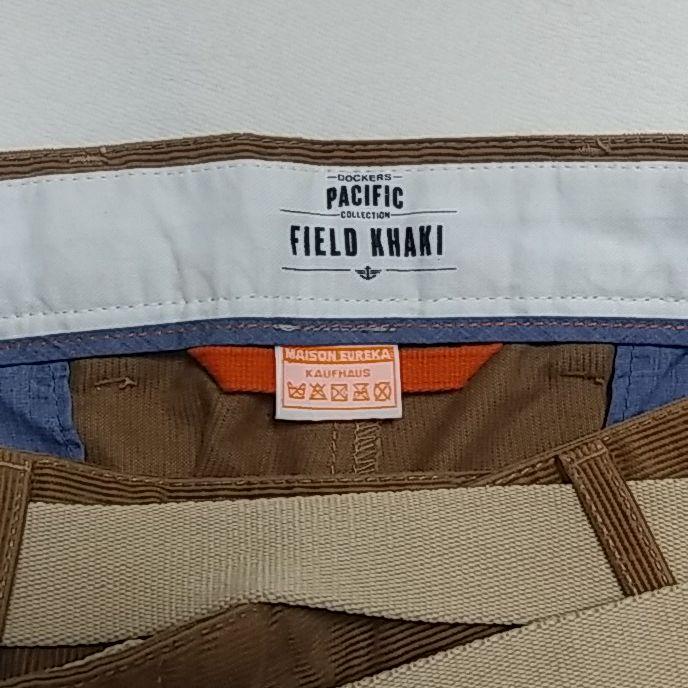 DOCKERS
PACIFIC
COLLECTION
FIELD KHAKI
MAISON EUREKA
KAUFHAUS